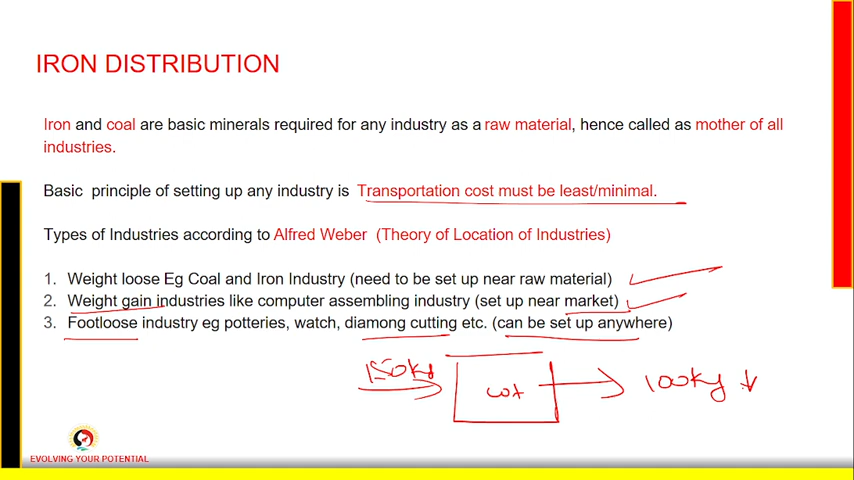 IRON DISTRIBUTION
Iron and coal are basic minerals required for any industry as a raw material, hence called as mother of all
industries.
Basic principle of setting up any industry is Transportation cost must be least/minimal.
Types of Industries according to Alfred Weber (Theory of Location of Industries)
1. Weight loose Eg Coal and Iron Industry (need to be set up near raw material)
2. Weight gain industries like computer assembling industry (set up near market)
3. Footloose industry eg potteries, watch, diamong cutting etc. (can be set up anywhere)
150kg
100kg
EVOLVING YOUR POTENTIAL